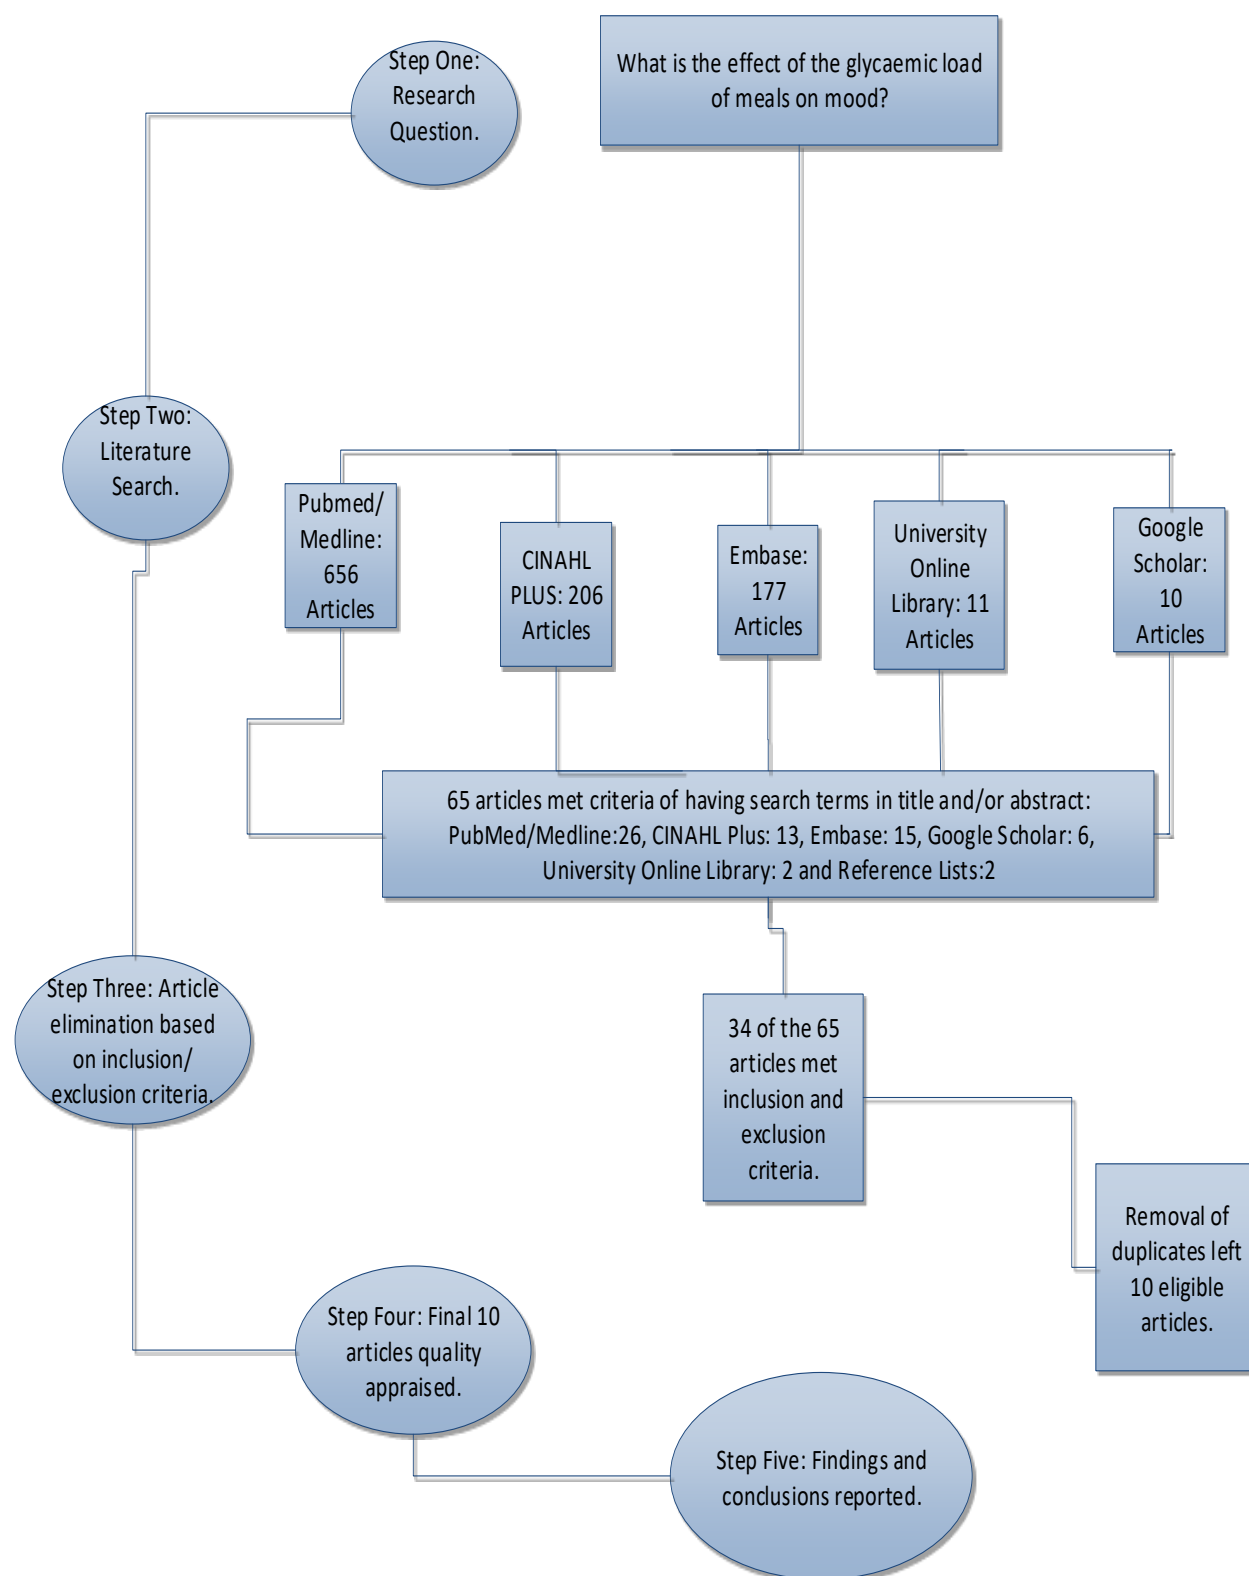 Step One:
Research
Question.
What is the effect of the glycaemic load
of meals on mood?
Step Two:
Literature
Search.
Pubmed/
Medline:
656
Articles
CINAHL
PLUS: 206
Articles
Embase:
177
Articles
University
Online
Library: 11
Articles
Google
Scholar:
10
Articles
65 articles met criteria of having search terms in title and/or abstract:
PubMed/Medline:26, CINAHL Plus: 13, Embase: 15, Google Scholar: 6,
University Online Library: 2 and Reference Lists:2
Step Three: Article
elimination based
on inclusion/
exclusion criteria.
34 of the 65
articles met
inclusion and
exclusion
criteria.
Removal of
duplicates left
10 eligible
articles.
Step Four: Final 10
articles quality
appraised.
Step Five: Findings and
conclusions reported.